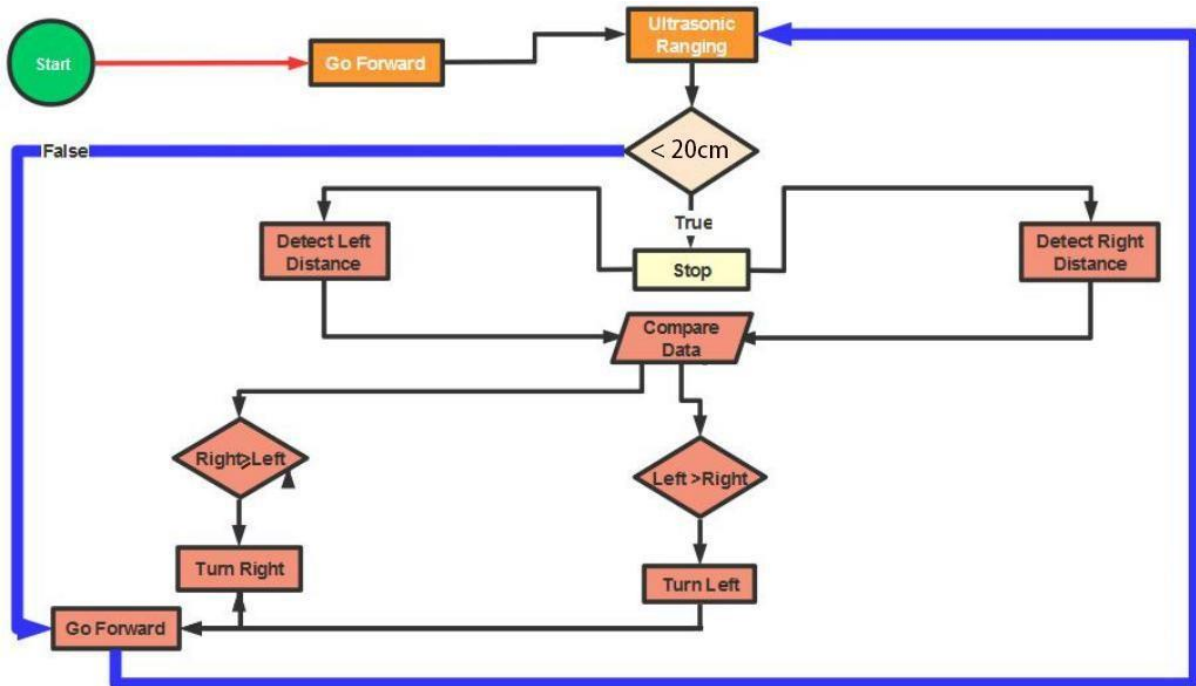 Start
Go Forward
Ultrasonic
Ranging
< 20cm
False
True
Detect Left
Distance
Stop
Detect Right
Distance
Compare
Data
Right>Left
Left >Right
Turn Right
Turn Left
Go Forward